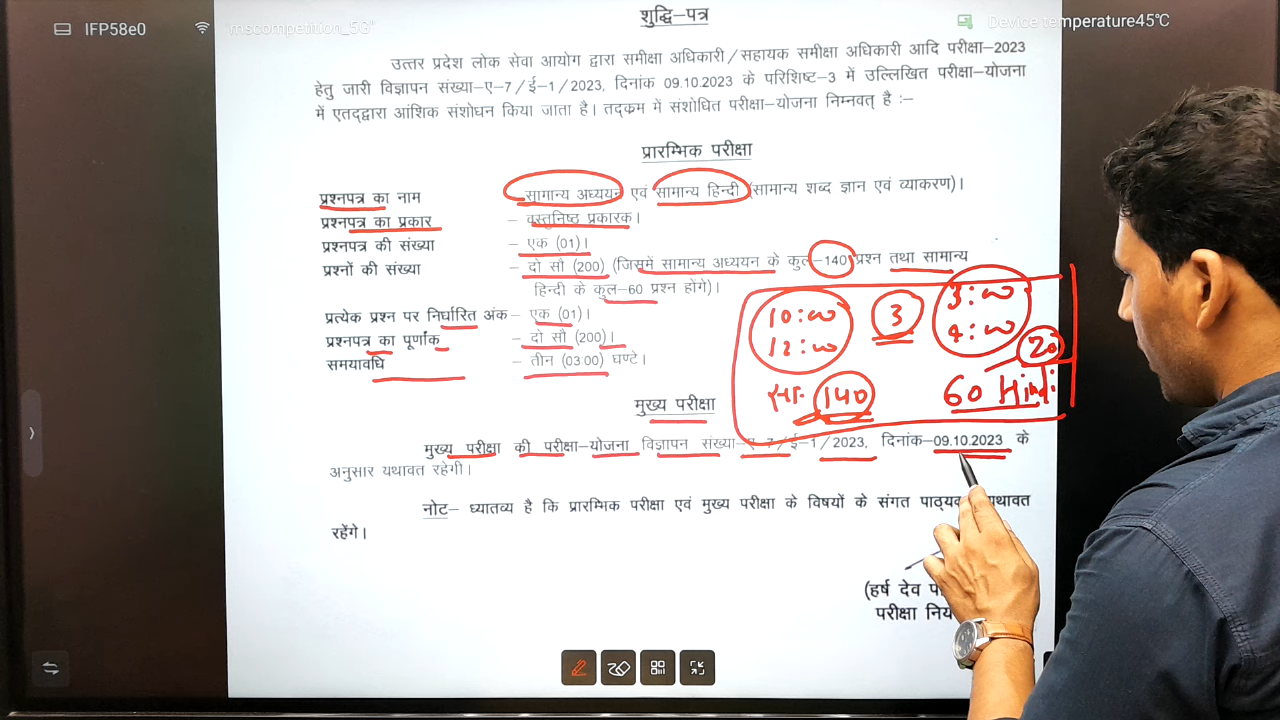 IFP58e0
mscompetition_5G"
Device temperature45°C
शुद्धि-पत्र
उत्तर प्रदेश लोक सेवा आयोग द्वारा समीक्षा अधिकारी/सहायक समीक्षा अधिकारी आदि परीक्षा-2023
हेतु जारी विज्ञापन संख्या-ए-7/ई-1/2023, दिनांक 09.10.2023 के परिशिष्ट-3 में उल्लिखित परीक्षा-योजना
में एतद्द्वारा आंशिक संशोधन किया जाता है। तद्क्रम में संशोधित परीक्षा-योजना निम्नवत् है :-
प्रारम्भिक परीक्षा
प्रश्नपत्र का नाम सामान्य अध्ययन एवं सामान्य हिन्दी (सामान्य शब्द ज्ञान एवं व्याकरण)।
प्रश्नपत्र का प्रकार - वस्तुनिष्ठ प्रकारक।
प्रश्नपत्र की संख्या - एक (01)।
प्रश्नों की संख्या - दो सौ (200) (जिसमें सामान्य अध्ययन के कुल-140 प्रश्न तथा सामान्य
हिन्दी के कुल-60 प्रश्न होंगे)।
प्रत्येक प्रश्न पर निर्धारित अंक- एक (01)।
प्रश्नपत्र का पूर्णांक - दो सौ (200)।
समयावधि - तीन (03:00) घण्टे।
10:00 3 3:00
12:00 4:00
20
सा- 140 60 Hindi
मुख्य परीक्षा
मुख्य परीक्षा की परीक्षा-योजना विज्ञापन संख्या-ए-7/ई-1/2023, दिनांक-09.10.2023 के
अनुसार यथावत रहेगी।
नोट- ध्यातव्य है कि प्रारम्भिक परीक्षा एवं मुख्य परीक्षा के विषयों के संगत यथावत
रहेंगे।
(हर्ष देव
परीक्षा